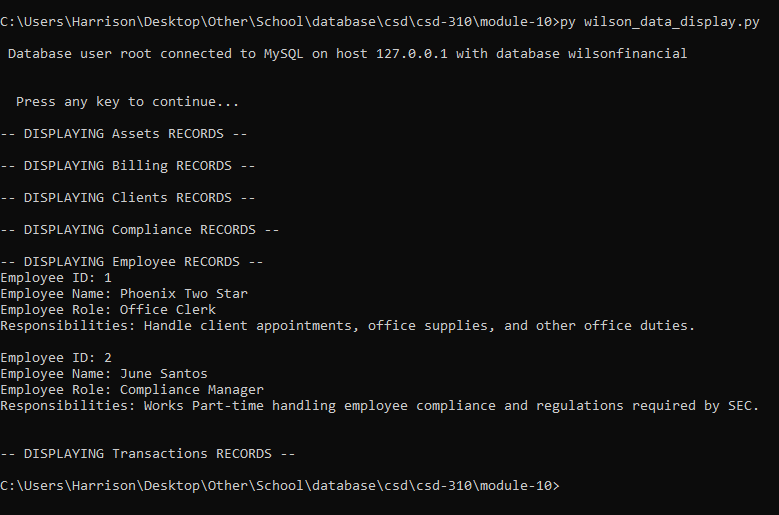 C:\Users\Harrison\Desktop\Other\School\database\csd\csd-310\module-10>py wilson_data_display.py
Database user root connected to MySQL on host 127.0.0.1 with database wilsonfinancial
Press any key to continue...
-- DISPLAYING Assets RECORDS --
-- DISPLAYING Billing RECORDS --
-- DISPLAYING Clients RECORDS --
-- DISPLAYING Compliance RECORDS --
-- DISPLAYING Employee RECORDS --
Employee ID: 1
Employee Name: Phoenix Two Star
Employee Role: Office Clerk
Responsibilities: Handle client appointments, office supplies, and other office duties.
Employee ID: 2
Employee Name: June Santos
Employee Role: Compliance Manager
Responsibilities: Works Part-time handling employee compliance and regulations required by SEC.
-- DISPLAYING Transactions RECORDS --
C:\Users\Harrison\Desktop\Other\School\database\csd\csd-310\module-10>